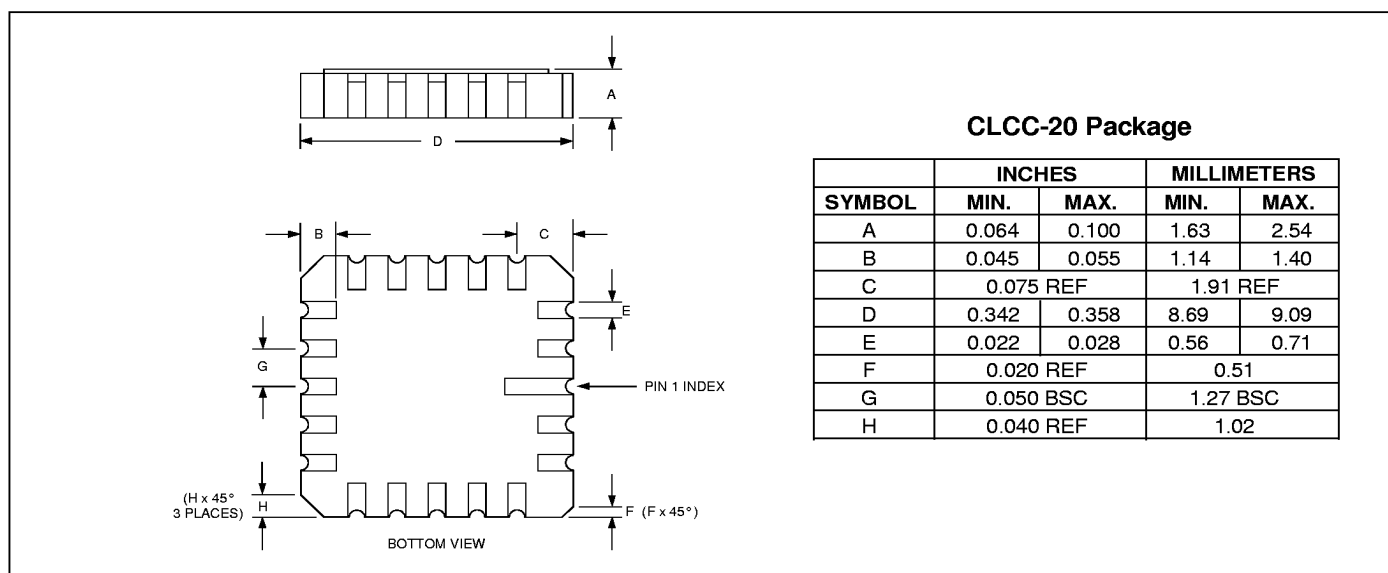 A
D
B
C
E
G
PIN 1 INDEX
(H x 45°
3 PLACES)
H
F (F x 45°)
BOTTOM VIEW
CLCC-20 Package
INCHES MILLIMETERS
SYMBOL MIN. MAX. MIN. MAX.
A 0.064 0.100 1.63 2.54
B 0.045 0.055 1.14 1.40
C 0.075 REF 1.91 REF
D 0.342 0.358 8.69 9.09
E 0.022 0.028 0.56 0.71
F 0.020 REF 0.51
G 0.050 BSC 1.27 BSC
H 0.040 REF 1.02